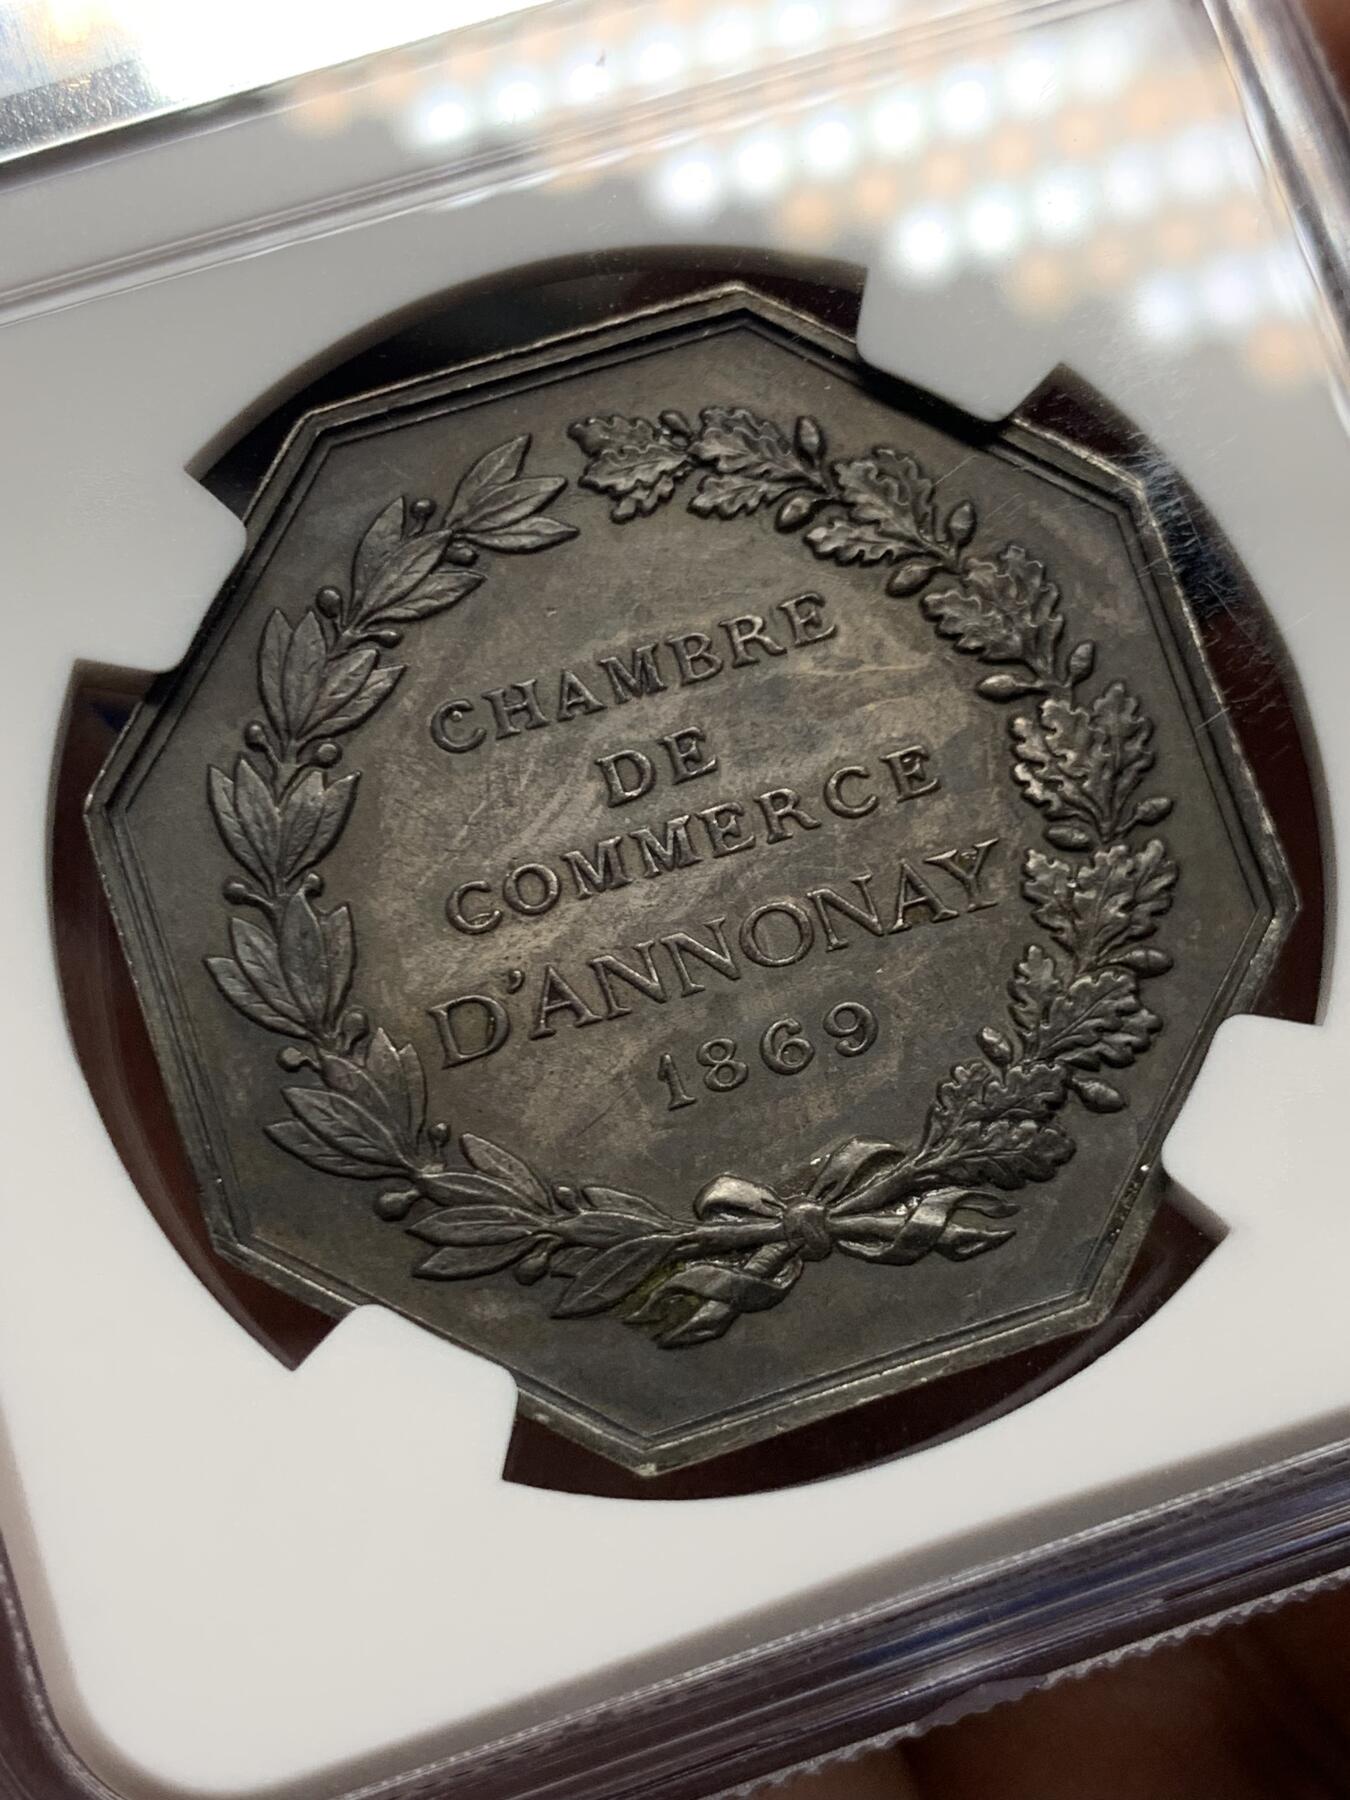 CHAMBRE
DE
COMMERCE
D'ANNONAY
1869